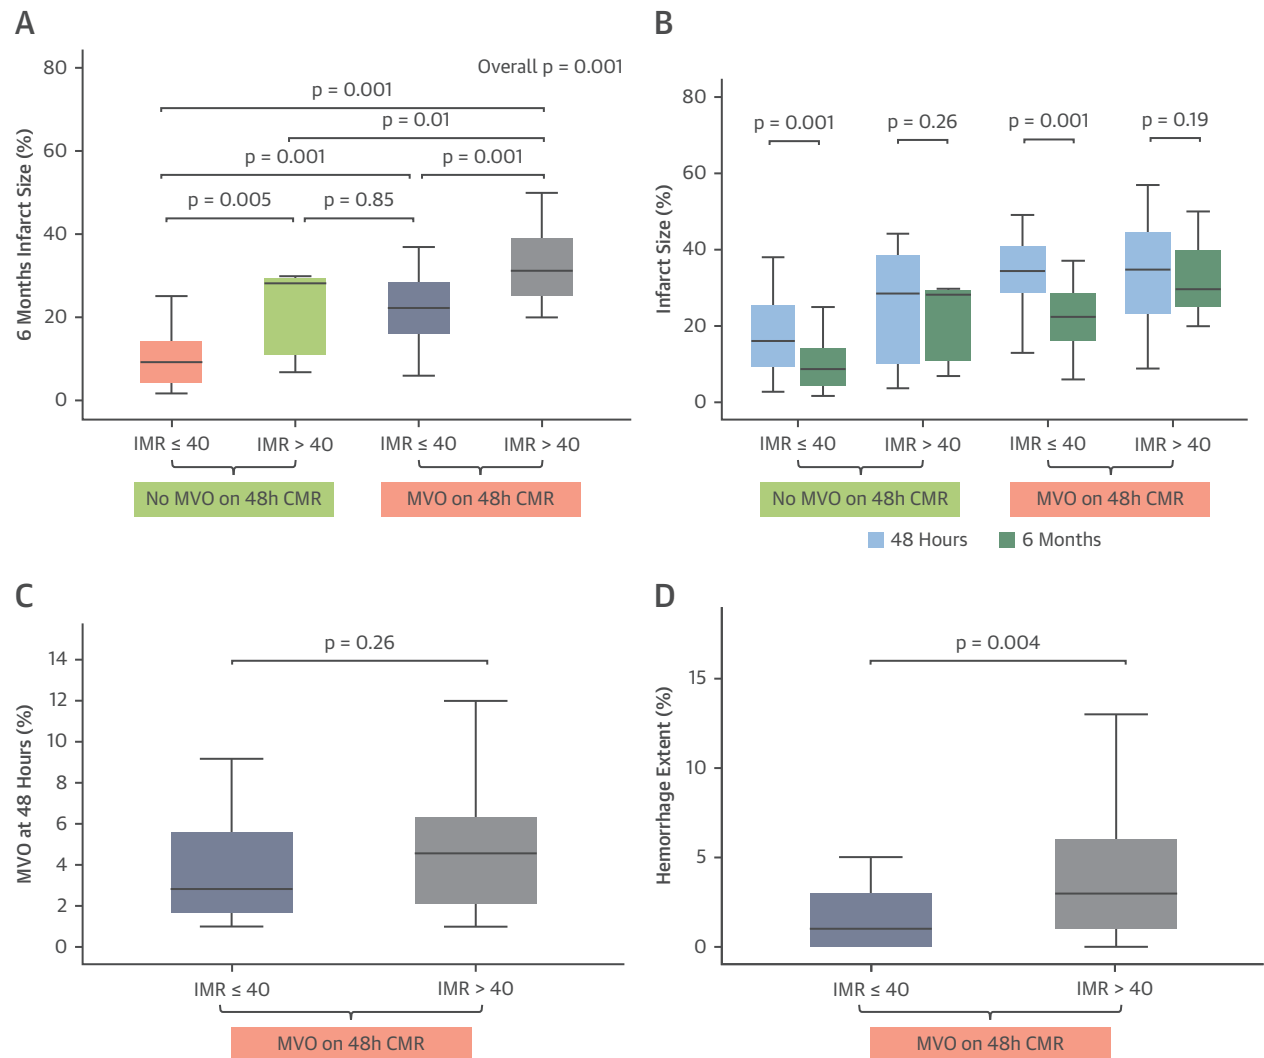 A
6 Months Infarct Size (%)
80
60
40
20
0
Overall p = 0.001
p = 0.001
p = 0.01
p = 0.001
p = 0.001
p = 0.005
p = 0.85
IMR ≤ 40
IMR > 40
IMR ≤ 40
IMR > 40
No MVO on 48h CMR
MVO on 48h CMR
B
Infarct Size (%)
80
60
40
20
0
p = 0.001
p = 0.26
p = 0.001
p = 0.19
IMR ≤ 40
IMR > 40
IMR ≤ 40
IMR > 40
No MVO on 48h CMR
MVO on 48h CMR
48 Hours
6 Months
C
MVO at 48 Hours (%)
14
12
10
8
6
4
2
0
p = 0.26
IMR ≤ 40
IMR > 40
MVO on 48h CMR
D
Hemorrhage Extent (%)
15
10
5
0
p = 0.004
IMR ≤ 40
IMR > 40
MVO on 48h CMR